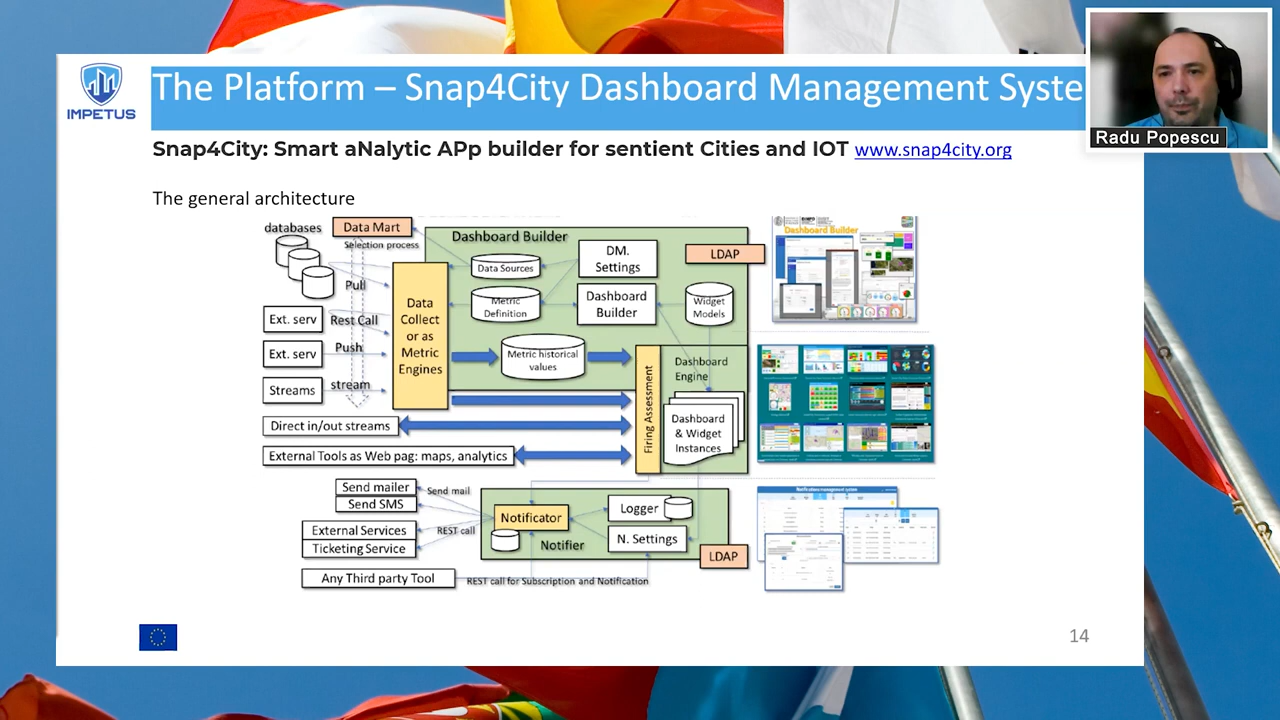 The Platform – Snap4City Dashboard Management Syste
IMPETUS
Radu Popescu
Snap4City: Smart aNalytic APp builder for sentient Cities and IOT www.snap4city.org
The general architecture
databases
Data Mart
Selection process
Dashboard Builder
LDAP
Dashboard Builder
Data Sources
DM. Settings
Pull
Data Collect or as Metric Engines
Metric Definition
Dashboard Builder
Widget Models
Ext. serv
Rest Call
Ext. serv
Push
Metric historical values
Firing Assessment
Dashboard Engine
Streams
stream
Dashboard & Widget Instances
Direct in/out streams
External Tools as Web pag: maps, analytics
Send mailer
Send mail
Send SMS
Notificator
Logger
Notifications management system
External Services
REST call
Ticketing Service
Notifier
N. Settings
LDAP
Any Third party Tool
REST call for Subscription and Notification
14